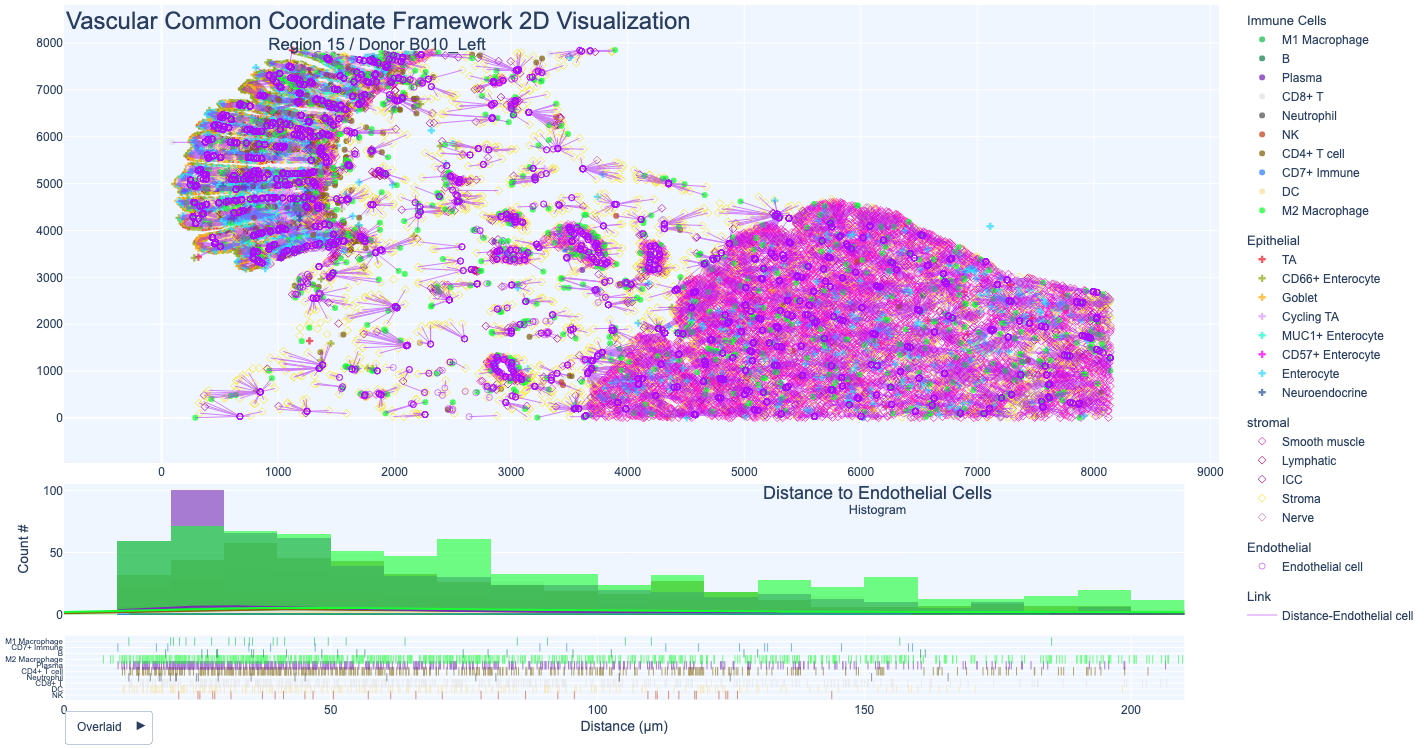 Vascular Common Coordinate Framework 2D Visualization
Region 15 / Donor B010_Left
8000
7000
6000
5000
4000
3000
2000
1000
0
0 1000 2000 3000 4000 5000 6000 7000 8000 9000
Immune Cells
M1 Macrophage
B
Plasma
CD8+ T
Neutrophil
NK
CD4+ T cell
CD7+ Immune
DC
M2 Macrophage
Epithelial
TA
CD66+ Enterocyte
Goblet
Cycling TA
MUC1+ Enterocyte
CD57+ Enterocyte
Enterocyte
Neuroendocrine
stromal
Smooth muscle
Lymphatic
ICC
Stroma
Nerve
Endothelial
Endothelial cell
Link
Distance-Endothelial cell
Distance to Endothelial Cells
Histogram
Count #
100
50
0
M1 Macrophage
CD7+ Immune
B
M2 Macrophage
Plasma
CD4+ T cell
Neutrophil
CD8+ T
DC
NK
0 50 100 150 200
Distance (μm)
Overlaid ▶